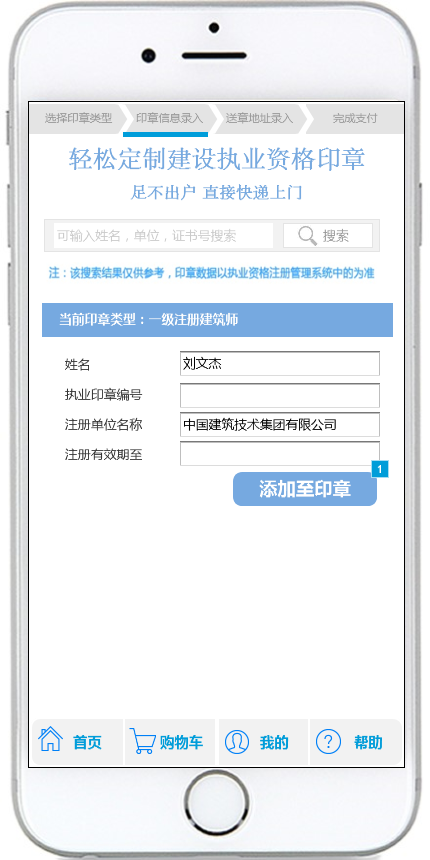 选择印章类型 印章信息录入 送章地址录入 完成支付
轻松定制建设执业资格印章
足不出户 直接快递上门
可输入姓名，单位，证书号搜索 搜索
注：该搜索结果仅供参考，印章数据以执业资格注册管理系统中的为准
当前印章类型：一级注册建筑师
姓名 刘文杰
执业印章编号
注册单位名称 中国建筑技术集团有限公司
注册有效期至
1
添加至印章
首页 购物车 我的 ? 帮助